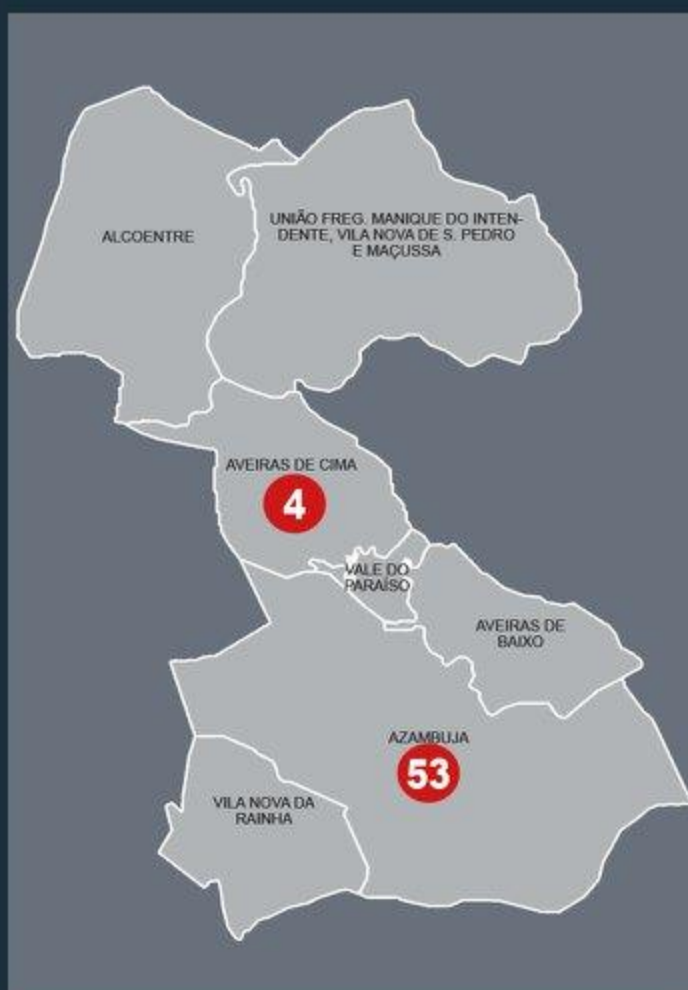 ALCOENTRE
UNIÃO FREG. MANIQUE DO INTEN-
DENTE, VILA NOVA DE S. PEDRO
E MAÇUSSA
AVEIRAS DE CIMA
4
VALE DO
PARAÍSO
AVEIRAS DE
BAIXO
AZAMBUJA
53
VILA NOVA DA
RAINHA